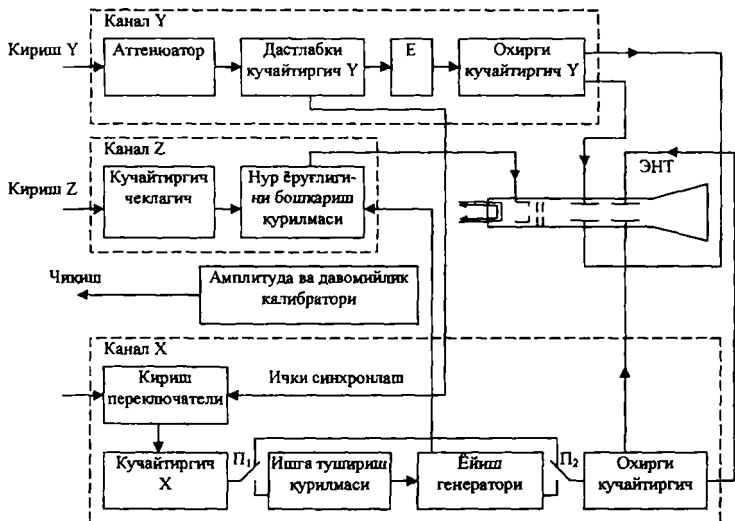 Канал Y
Кириш Y
Аттенюатор
Дастлабки
кучайтиргич Y
Е
Охирги
кучайтиргич Y
Канал Z
Кириш Z
Кучайтиргич
чеклагич
Нур ёруглиги-
ни бошкариш
курилмаси
ЭНТ
Чиқиш
Амплитуда ва давомийлик
калибратори
Канал X
Кириш
переключатели
Ички синхронлаш
Кучайтиргич
X
П₁
Ишга тушириш
курилмаси
Ёйиш
генератори
П₂
Охирги
кучайтиргич